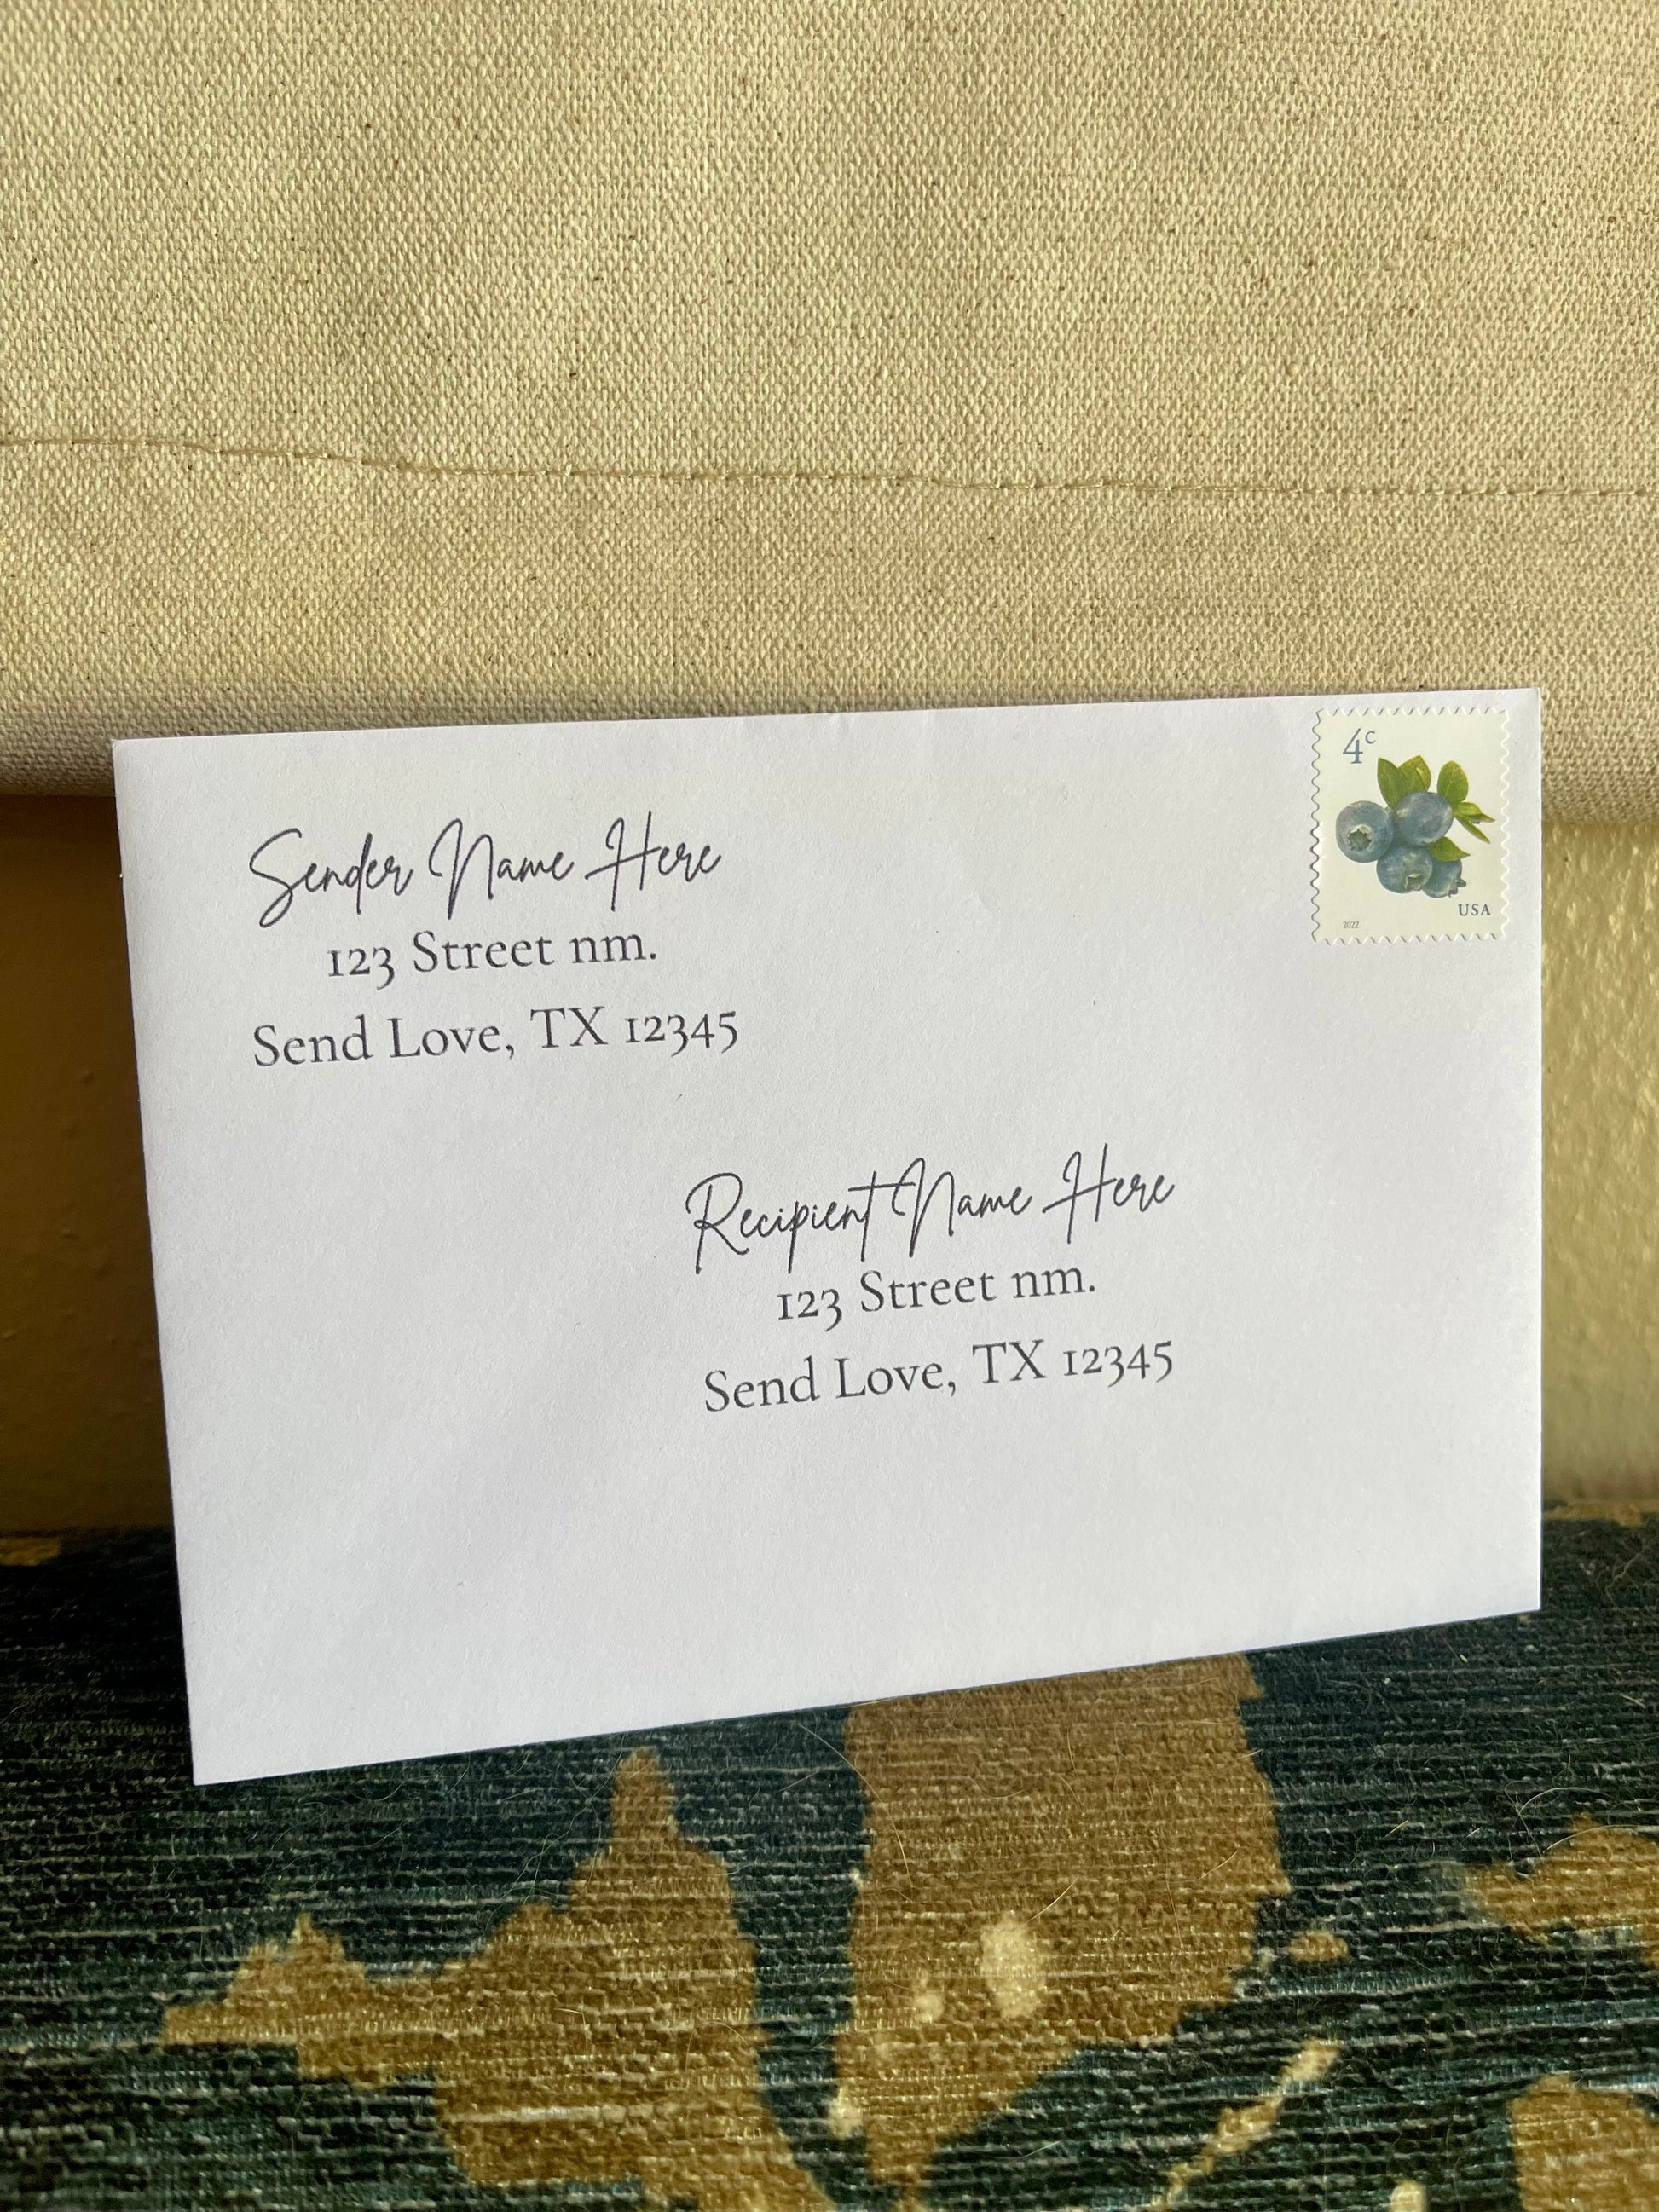 4c
USA
2022
Sender Name Here
123 Street nm.
Send Love, TX 12345
Recipient Name Here
123 Street nm.
Send Love, TX 12345